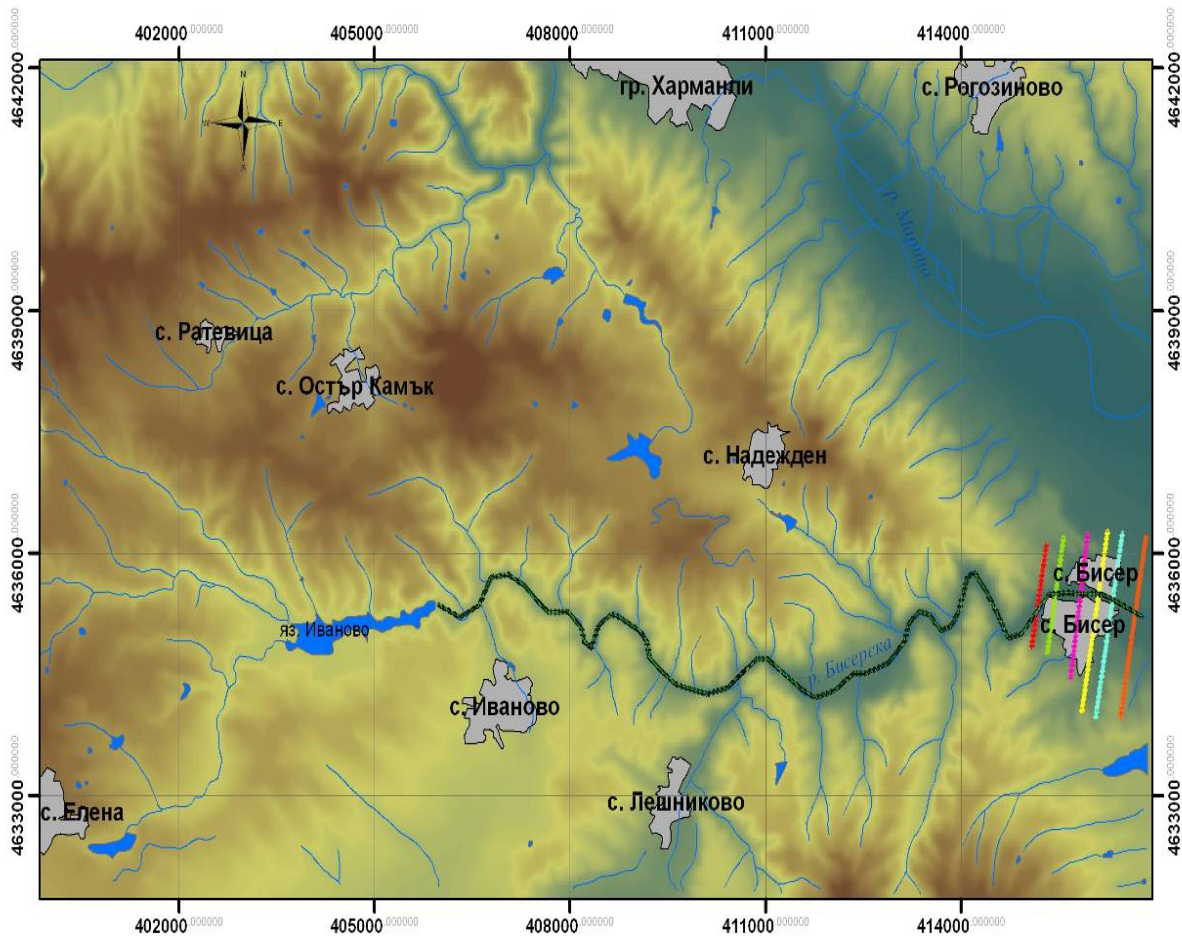 402000.000000 405000.000000 408000.000000 411000.000000 414000.000000
4642000.000000 4642000.000000
гр. Харманли
с. Рогозиново
N
W E
S
р. Марица
4639000.000000 4639000.000000
с. Ратевица
с. Остър Камък
с. Надежден
4636000.000000 4636000.000000
с. Бисер
с. Бисер
яз. Иваново
р. Бисерска
с. Иваново
4633000.000000 4633000.000000
с. Лешниково
с. Елена
402000.000000 405000.000000 408000.000000 411000.000000 414000.000000